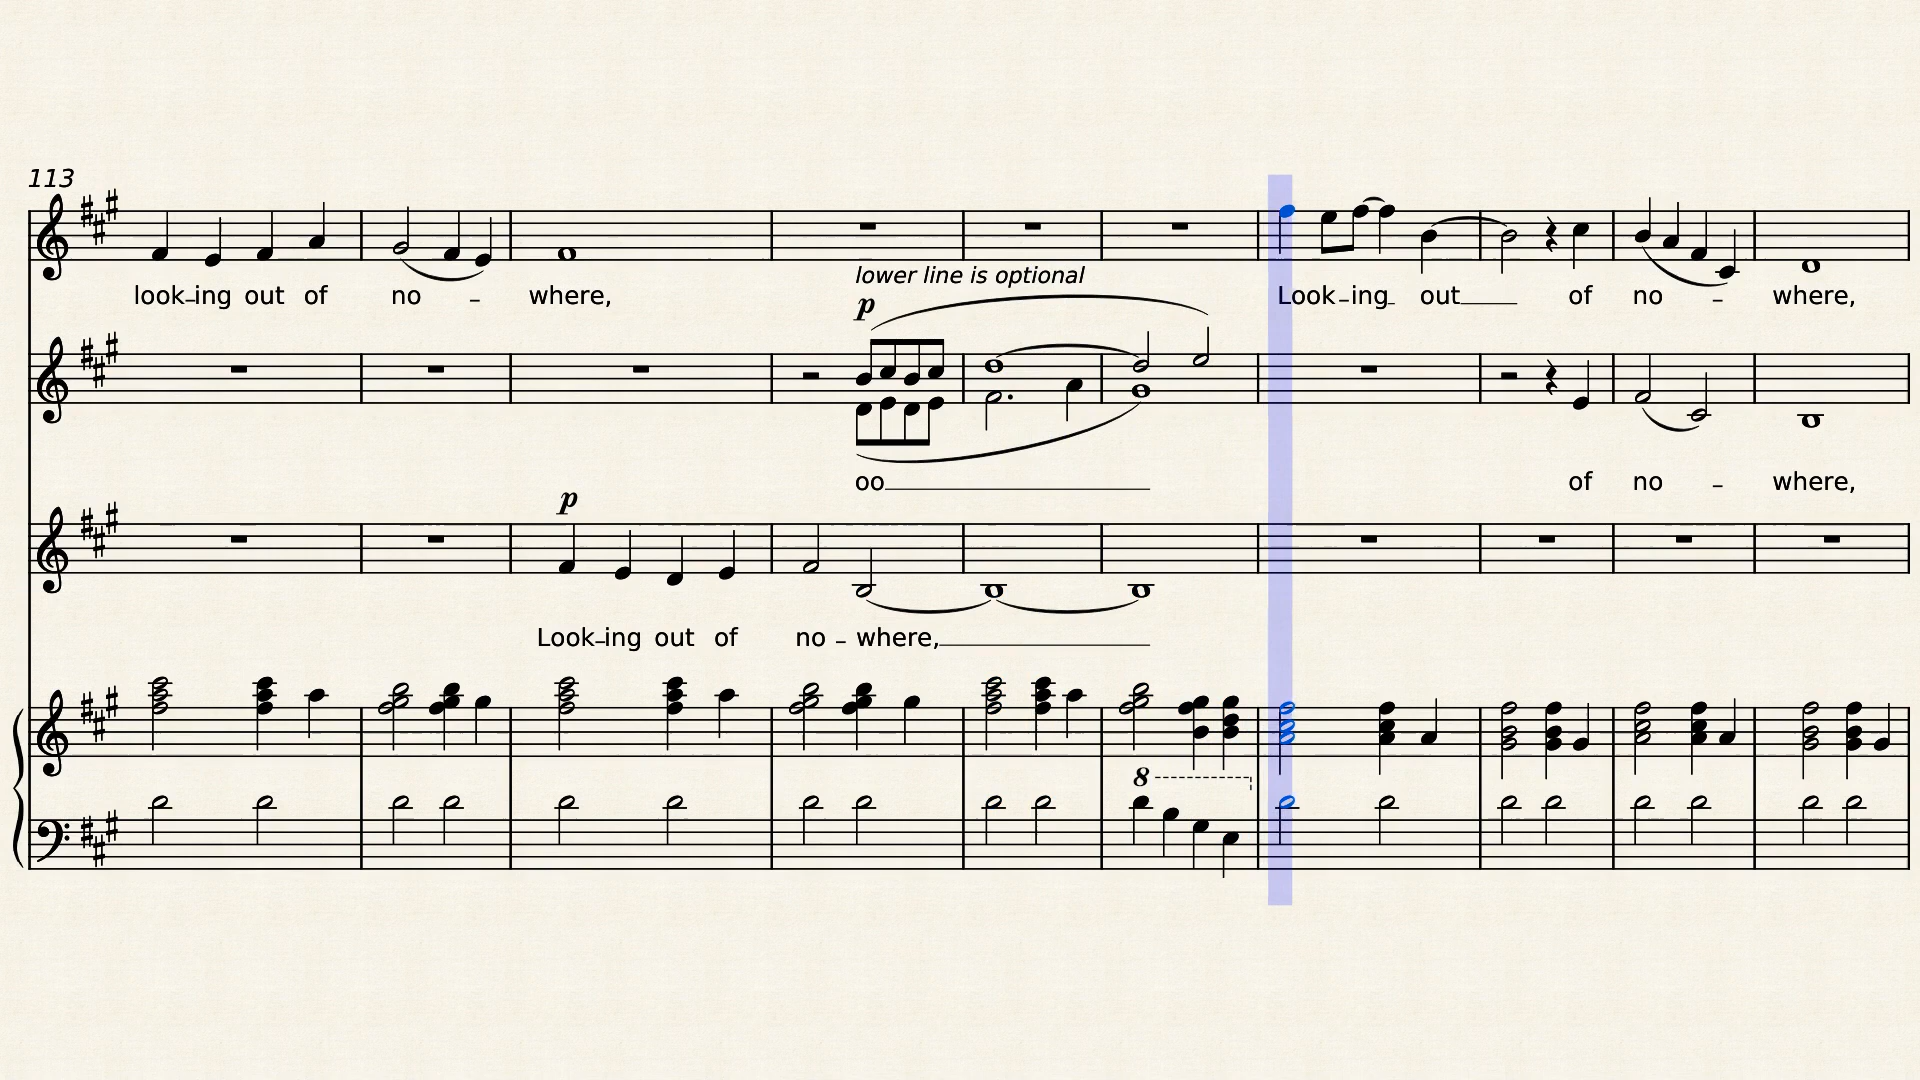 113
look-ing out of no - where, Look-ing out of no - where,
lower line is optional
p
oo of no - where,
p
Look-ing out of no - where,
8